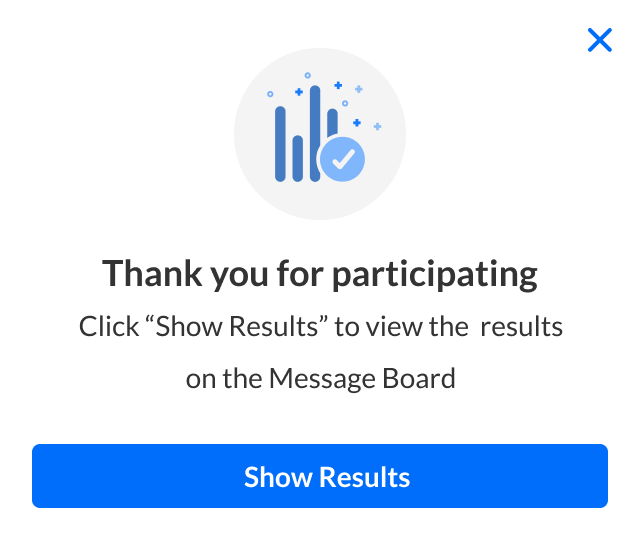 Thank you for participating
Click “Show Results” to view the  results
on the Message Board
Show Results